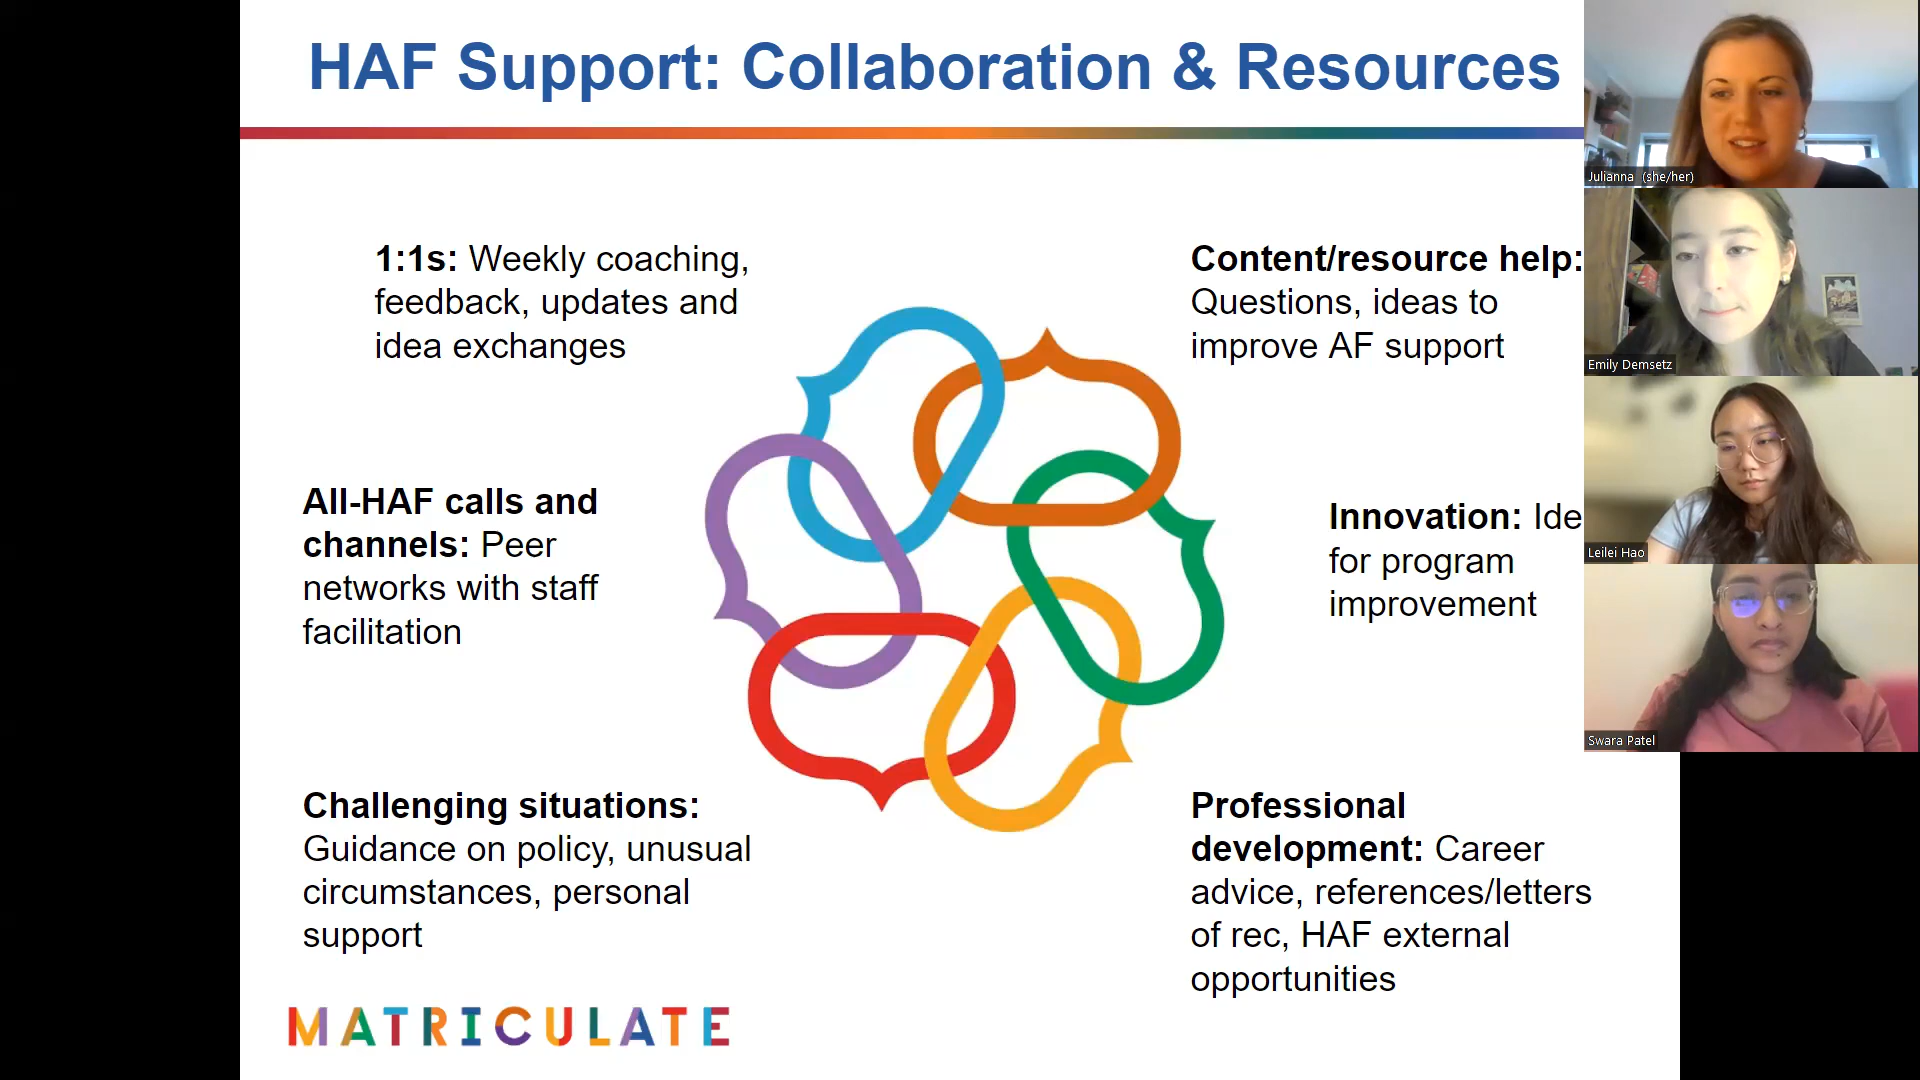 HAF Support: Collaboration & Resources
1:1s: Weekly coaching,
feedback, updates and
idea exchanges
Content/resource help:
Questions, ideas to
improve AF support
All-HAF calls and
channels: Peer
networks with staff
facilitation
Innovation: Ide
for program
improvement
Challenging situations:
Guidance on policy, unusual
circumstances, personal
support
Professional
development: Career
advice, references/letters
of rec, HAF external
opportunities
MATRICULATE
Julianna (she/her)
Emily Demsetz
Leilei Hao
Swara Patel